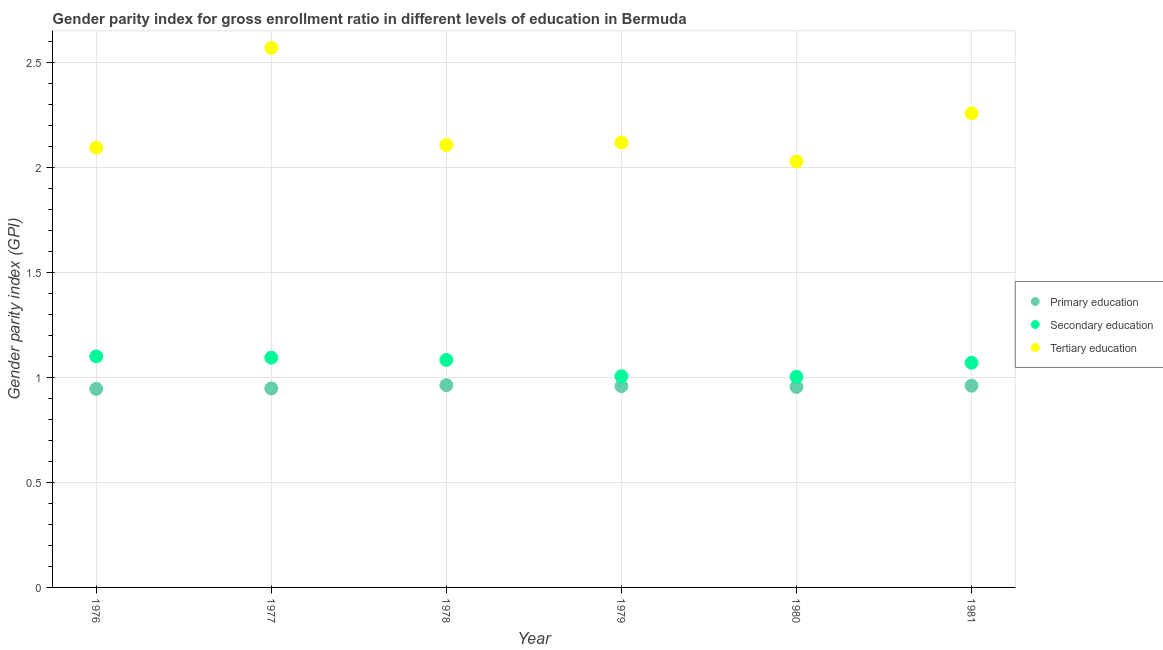 Gender parity index for gross enrollment ratio in different levels of education in Bermuda
Gender parity index (GPI)
2.5
2
1.5
1
0.5
0
1976
1977
1978
1979
1980
1981
Year
Primary education
Secondary education
Tertiary education